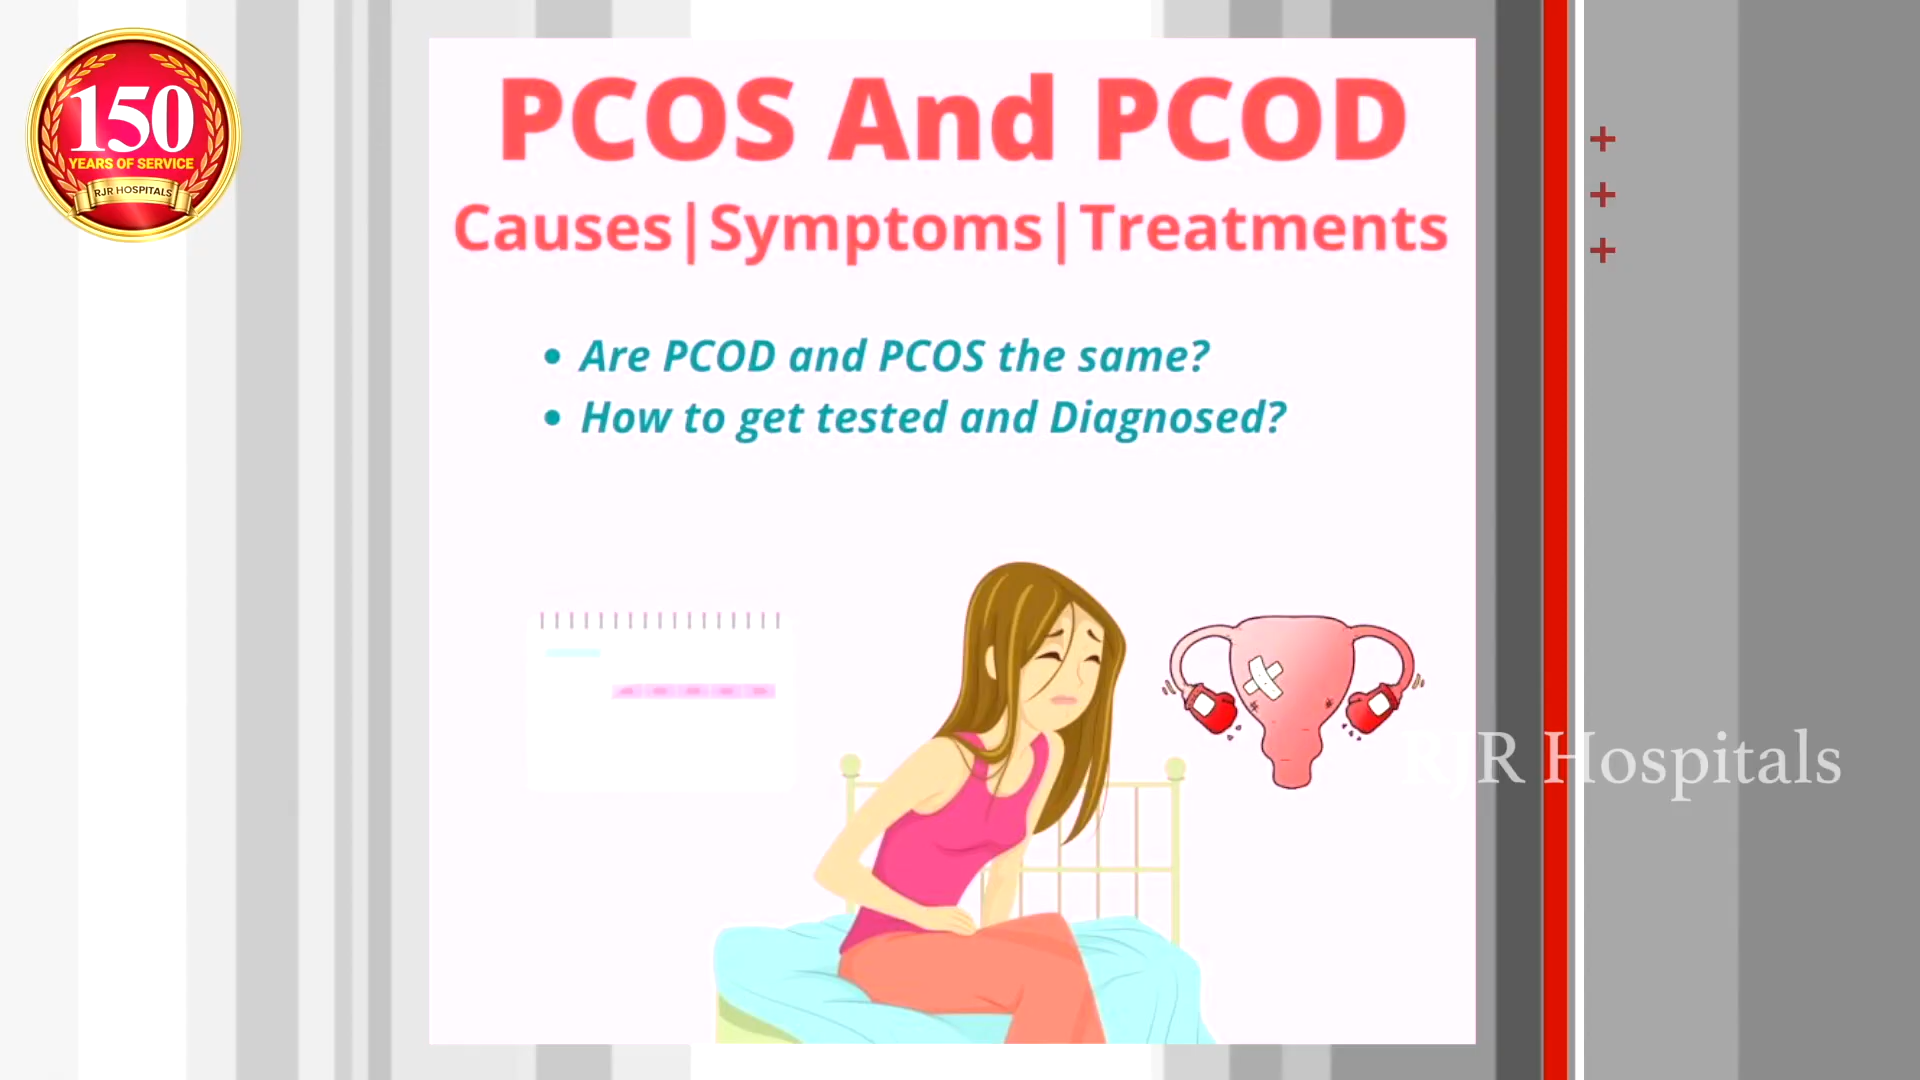 150
YEARS OF SERVICE
RJR HOSPITALS
PCOS And PCOD
Causes|Symptoms|Treatments
• Are PCOD and PCOS the same?
• How to get tested and Diagnosed?
RJR Hospitals